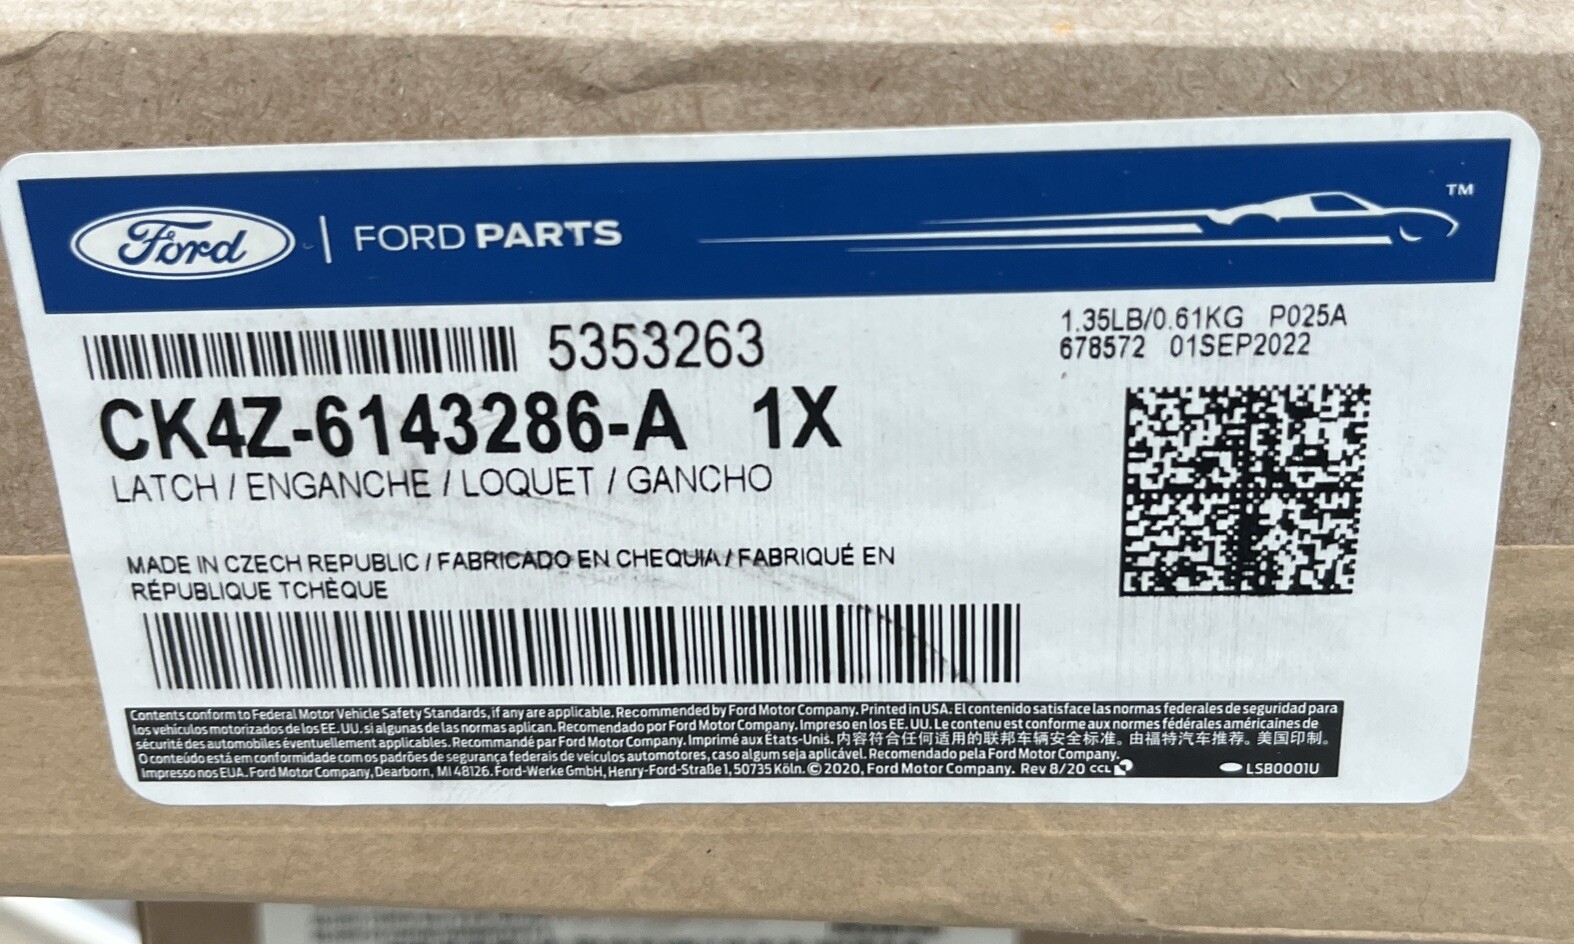 Ford | FORD PARTS
TM
5353263
1.35LB/0.61KG P025A
678572 01SEP2022
CK4Z-6143286-A 1X
LATCH / ENGANCHE / LOQUET / GANCHO
MADE IN CZECH REPUBLIC / FABRICADO EN CHEQUIA / FABRIQUÉ EN
RÉPUBLIQUE TCHÈQUE
Contents conform to Federal Motor Vehicle Safety Standards, if any are applicable. Recommended by Ford Motor Company. Printed in USA. El contenido satisface las normas federales de seguridad para
los vehículos motorizados de los EE. UU. si algunas de las normas aplican. Recomendado por Ford Motor Company. Impreso en los EE. UU. Le contenu est conforme aux normes fédérales américaines de
sécurité des automobiles éventuellement applicables. Recommandé par Ford Motor Company. Imprimé aux États-Unis. 内容符合任何适用的联邦车辆安全标准。由福特汽车推荐。美国印制。
O conteúdo está em conformidade com os padrões de segurança federais de veículos automotores, caso algum seja aplicável. Recomendado pela Ford Motor Company.
Impresso nos EUA. Ford Motor Company, Dearborn, MI 48126. Ford-Werke GmbH, Henry-Ford-Straße 1, 50735 Köln. © 2020, Ford Motor Company. Rev 8/20 CCL LSB0001U